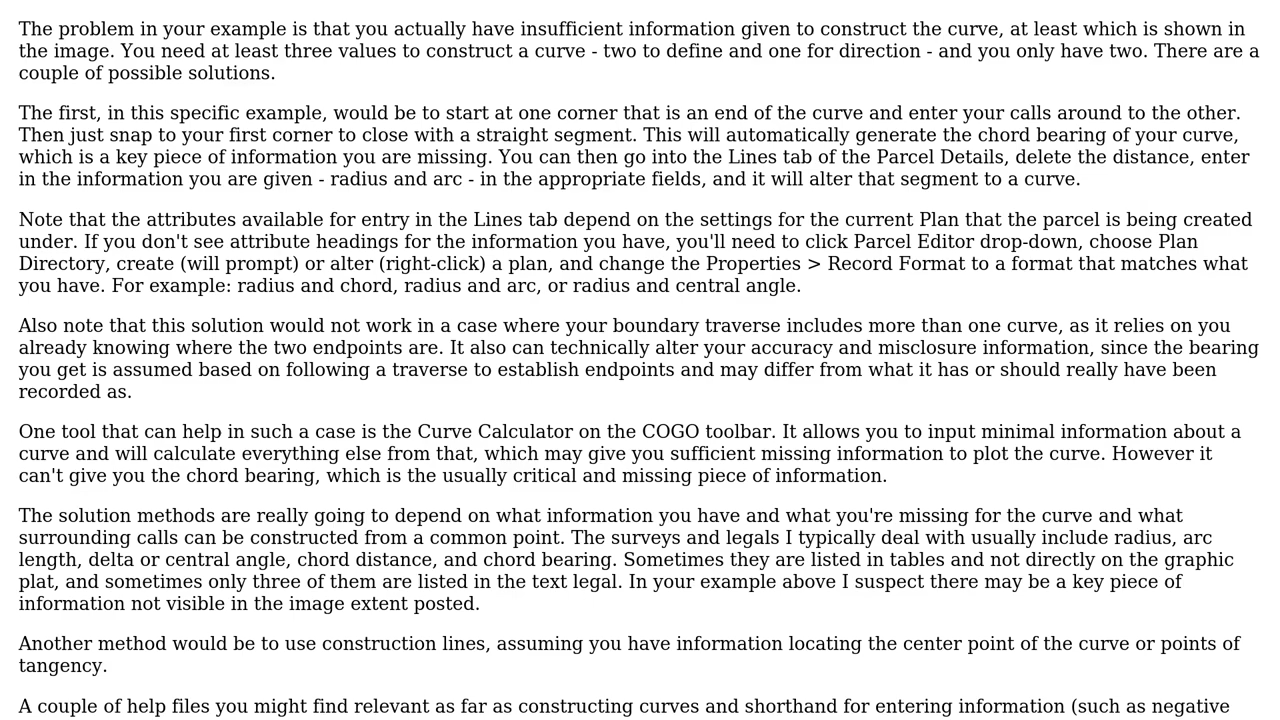 The problem in your example is that you actually have insufficient information given to construct the curve, at least which is shown in
the image. You need at least three values to construct a curve - two to define and one for direction - and you only have two. There are a
couple of possible solutions.
The first, in this specific example, would be to start at one corner that is an end of the curve and enter your calls around to the other.
Then just snap to your first corner to close with a straight segment. This will automatically generate the chord bearing of your curve,
which is a key piece of information you are missing. You can then go into the Lines tab of the Parcel Details, delete the distance, enter
in the information you are given - radius and arc - in the appropriate fields, and it will alter that segment to a curve.
Note that the attributes available for entry in the Lines tab depend on the settings for the current Plan that the parcel is being created
under. If you don't see attribute headings for the information you have, you'll need to click Parcel Editor drop-down, choose Plan
Directory, create (will prompt) or alter (right-click) a plan, and change the Properties > Record Format to a format that matches what
you have. For example: radius and chord, radius and arc, or radius and central angle.
Also note that this solution would not work in a case where your boundary traverse includes more than one curve, as it relies on you
already knowing where the two endpoints are. It also can technically alter your accuracy and misclosure information, since the bearing
you get is assumed based on following a traverse to establish endpoints and may differ from what it has or should really have been
recorded as.
One tool that can help in such a case is the Curve Calculator on the COGO toolbar. It allows you to input minimal information about a
curve and will calculate everything else from that, which may give you sufficient missing information to plot the curve. However it
can't give you the chord bearing, which is the usually critical and missing piece of information.
The solution methods are really going to depend on what information you have and what you're missing for the curve and what
surrounding calls can be constructed from a common point. The surveys and legals I typically deal with usually include radius, arc
length, delta or central angle, chord distance, and chord bearing. Sometimes they are listed in tables and not directly on the graphic
plat, and sometimes only three of them are listed in the text legal. In your example above I suspect there may be a key piece of
information not visible in the image extent posted.
Another method would be to use construction lines, assuming you have information locating the center point of the curve or points of
tangency.
A couple of help files you might find relevant as far as constructing curves and shorthand for entering information (such as negative